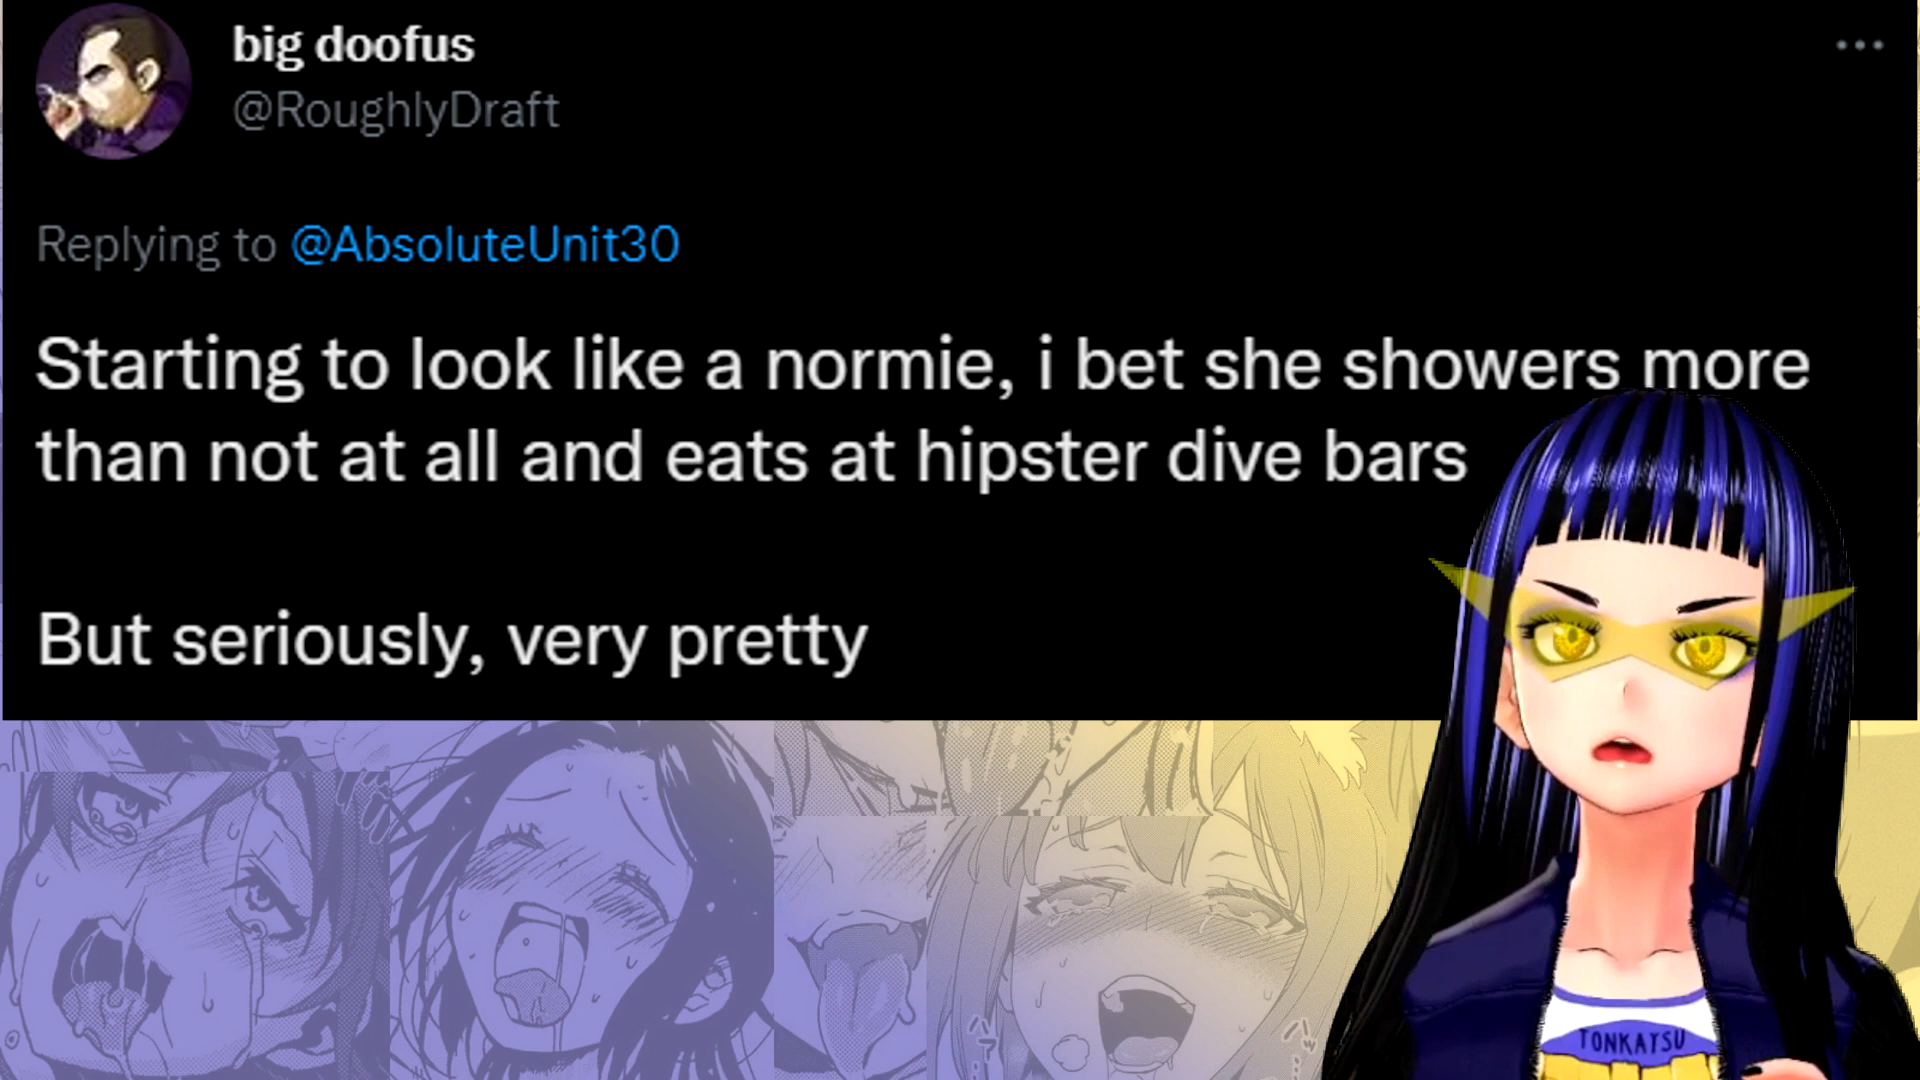 big doofus
@RoughlyDraft
Replying to @AbsoluteUnit30
Starting to look like a normie, i bet she showers more
than not at all and eats at hipster dive bars
But seriously, very pretty
TONKATSU